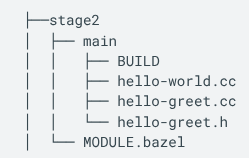 ├──stage2
│  ├── main
│  │  ├── BUILD
│  │  ├── hello-world.cc
│  │  ├── hello-greet.cc
│  │  └── hello-greet.h
│  └── MODULE.bazel